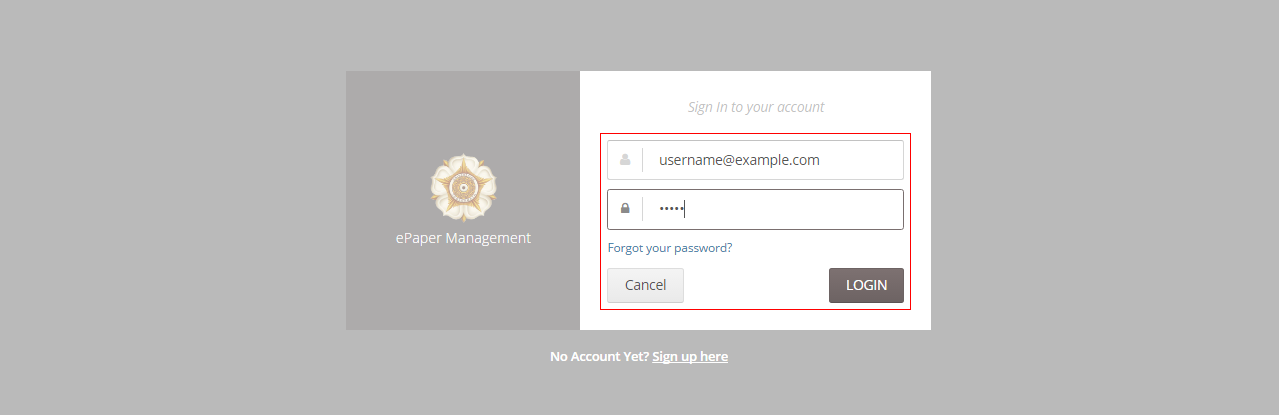 Sign In to your account
username@example.com
•••••
ePaper Management
Forgot your password?
Cancel
LOGIN
No Account Yet? Sign up here